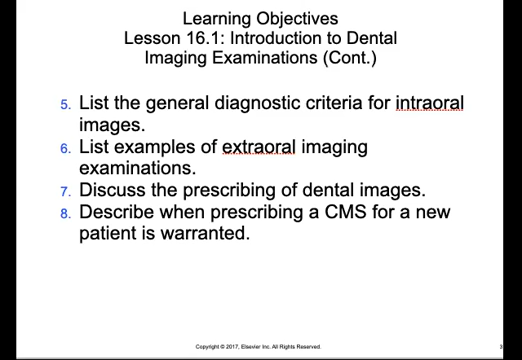 Learning Objectives
Lesson 16.1: Introduction to Dental
Imaging Examinations (Cont.)
5. List the general diagnostic criteria for intraoral
images.
6. List examples of extraoral imaging
examinations.
7. Discuss the prescribing of dental images.
8. Describe when prescribing a CMS for a new
patient is warranted.
Copyright © 2017, Elsevier Inc. All Rights Reserved.
3